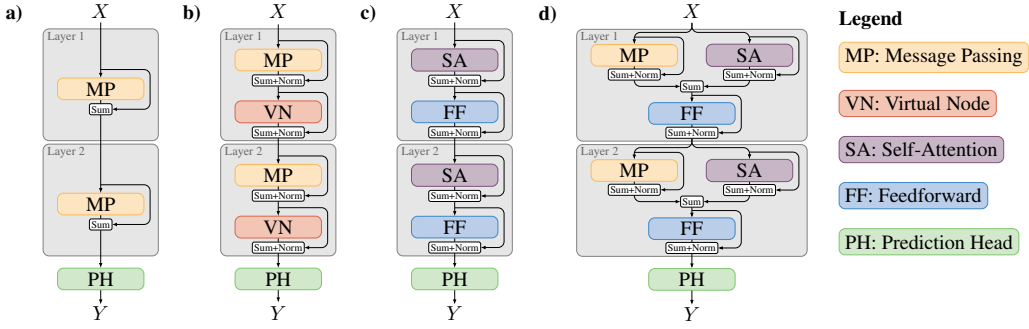 a)
X
Layer 1
MP
Sum
Layer 2
MP
Sum
PH
Y
b)
X
Layer 1
MP
Sum+Norm
VN
Sum+Norm
Layer 2
MP
Sum+Norm
VN
Sum+Norm
PH
Y
c)
X
Layer 1
SA
Sum+Norm
FF
Sum+Norm
Layer 2
SA
Sum+Norm
FF
Sum+Norm
PH
Y
d)
X
Layer 1
MP SA
Sum+Norm Sum+Norm
Sum
FF
Sum+Norm
Layer 2
MP SA
Sum+Norm Sum+Norm
Sum
FF
Sum+Norm
PH
Y
Legend
MP: Message Passing
VN: Virtual Node
SA: Self-Attention
FF: Feedforward
PH: Prediction Head